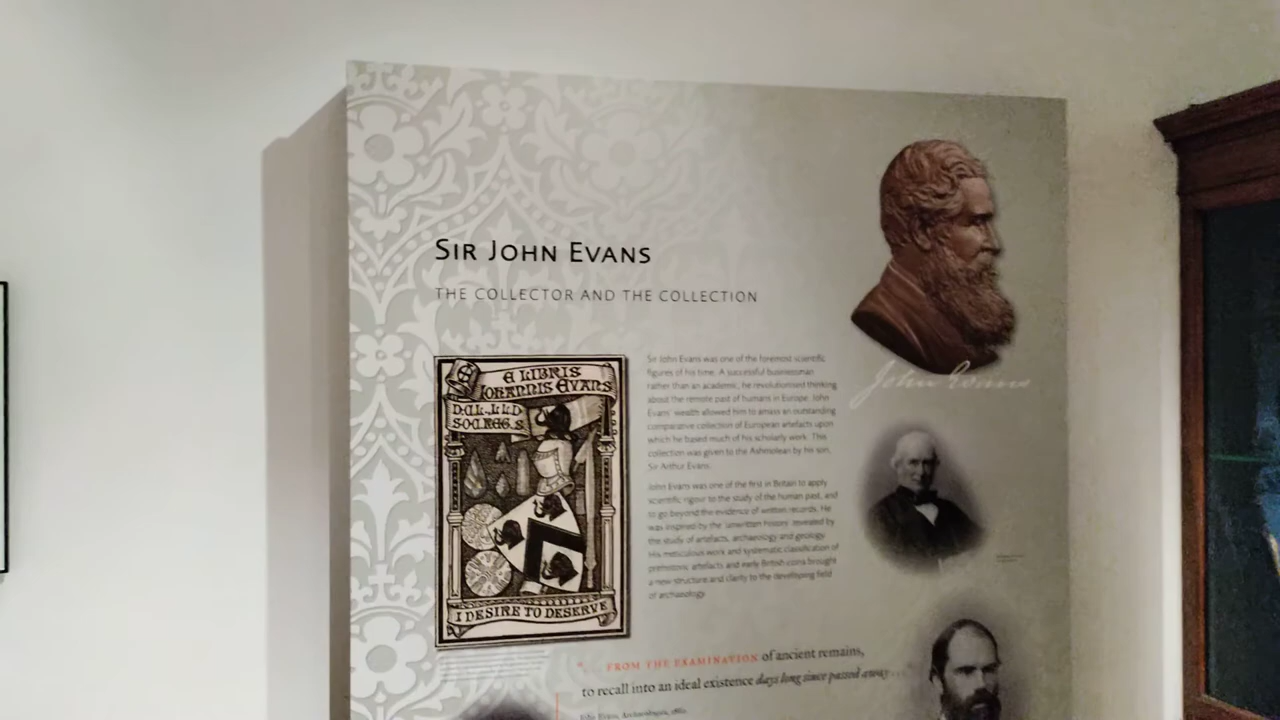 SIR JOHN EVANS
THE COLLECTOR AND THE COLLECTION
E LIBRIS
IOHANNIS EVANS
D.C.L., LL.D
SOC.R.EG.S
I DESIRE TO DESERVE
Sir John Evans was one of the foremost scientific
figures of his time. A successful businessman
rather than an academic, he revolutionised thinking
about the remote past of humans in Europe. John
Evans' wealth allowed him to amass an outstanding
comparative collection of European artefacts upon
which he based much of his scholarly work. This
collection was given to the Ashmolean by his son,
Sir Arthur Evans.
John Evans was one of the first in Britain to apply
scientific rigour to the study of the human past, and
to go beyond the evidence of written records. He
was inspired by the 'unwritten history' revealed by
the study of artefacts, archaeology and geology.
His meticulous work and systematic classification of
prehistoric artefacts and early British coins brought
a new structure and clarity to the developing field
of archaeology.
John Evans
"... FROM THE EXAMINATION of ancient remains,
to recall into an ideal existence days long since passed away...
John Evans, Archaeologia, 1860